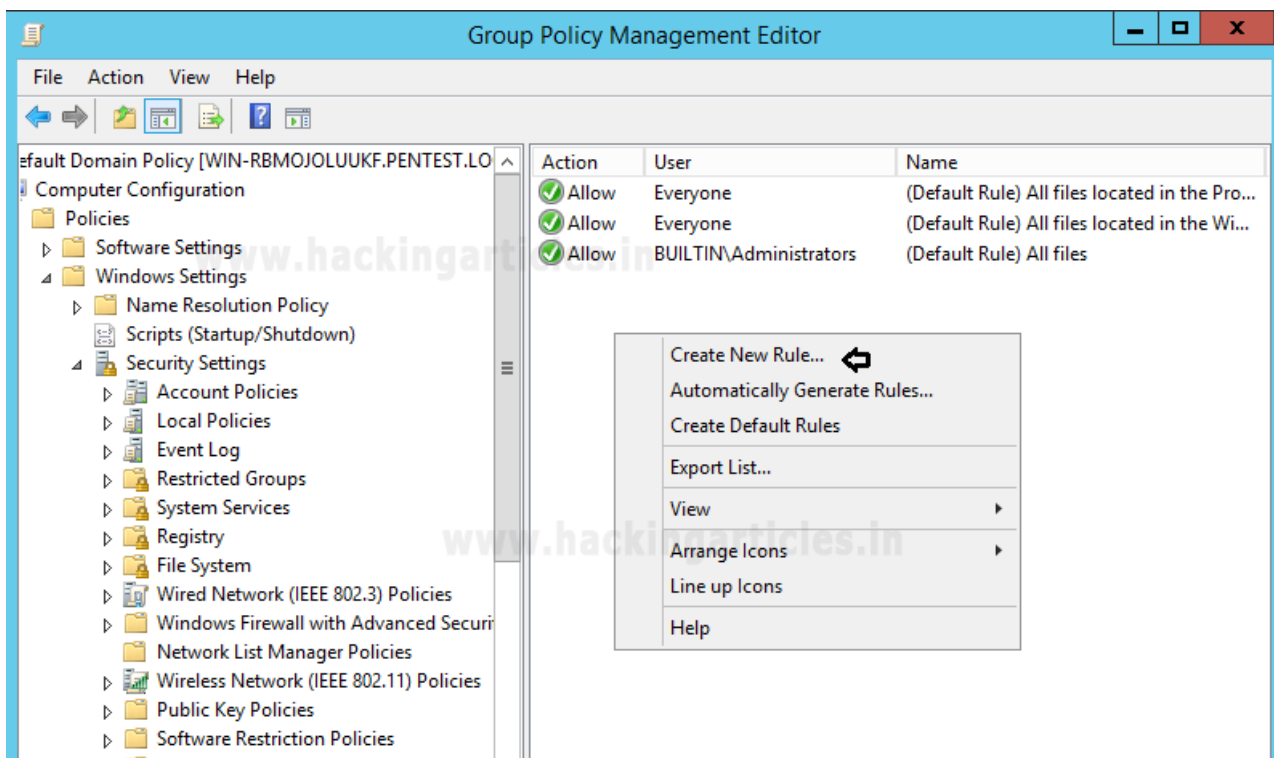 Group Policy Management Editor
File Action View Help
efault Domain Policy [WIN-RBMOJOLUUKF.PENTEST.LO
Computer Configuration
Policies
Software Settings
Windows Settings
Name Resolution Policy
Scripts (Startup/Shutdown)
Security Settings
Account Policies
Local Policies
Event Log
Restricted Groups
System Services
Registry
File System
Wired Network (IEEE 802.3) Policies
Windows Firewall with Advanced Securi
Network List Manager Policies
Wireless Network (IEEE 802.11) Policies
Public Key Policies
Software Restriction Policies
Action User Name
Allow Everyone (Default Rule) All files located in the Pro...
Allow Everyone (Default Rule) All files located in the Wi...
Allow BUILTIN\Administrators (Default Rule) All files
Create New Rule...
Automatically Generate Rules...
Create Default Rules
Export List...
View
Arrange Icons
Line up Icons
Help
www.hackingarticles.in
www.hackingarticles.in